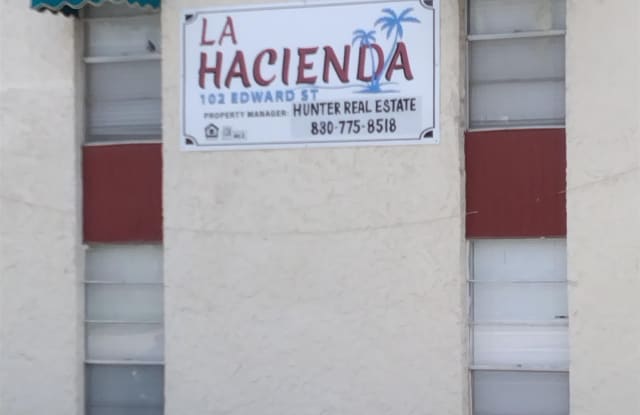 LA
HACIENDA
102 EDWARD ST
PROPERTY MANAGER: HUNTER REAL ESTATE
830-775-8518